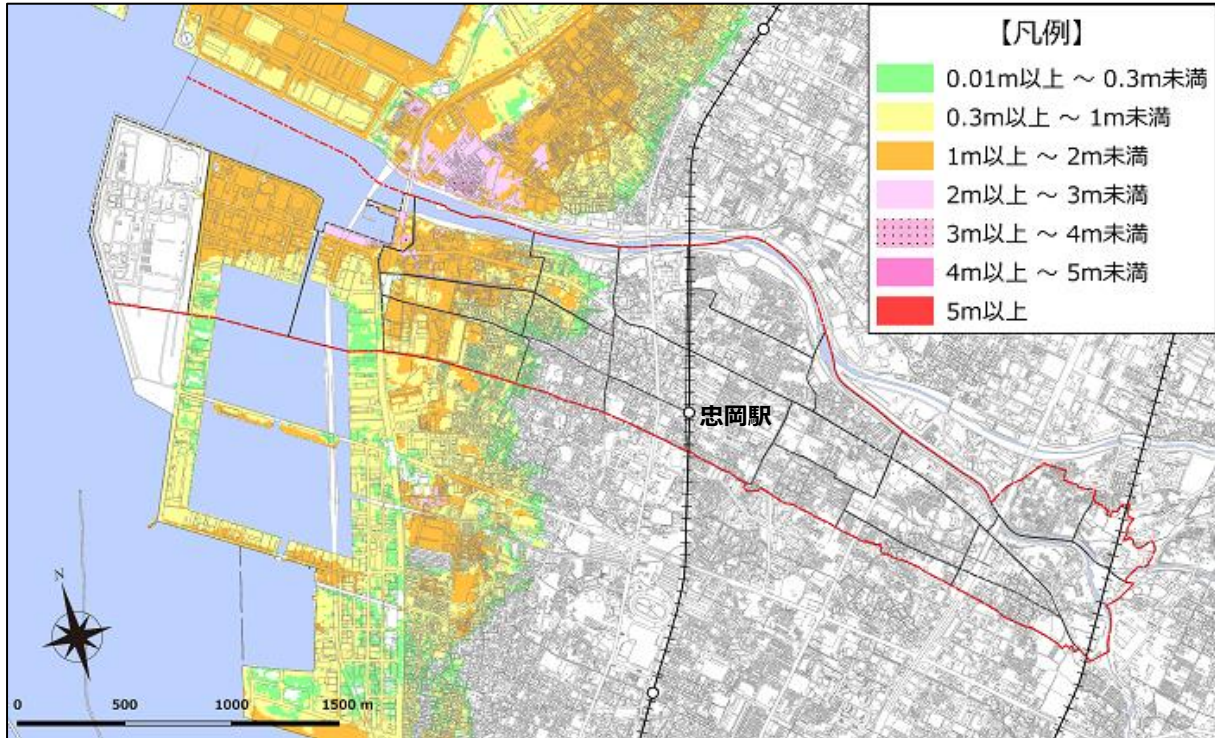 【凡例】
0.01m以上 ~ 0.3m未満
0.3m以上 ~ 1m未満
1m以上 ~ 2m未満
2m以上 ~ 3m未満
3m以上 ~ 4m未満
4m以上 ~ 5m未満
5m以上
忠岡駅
N
0 500 1000 1500 m